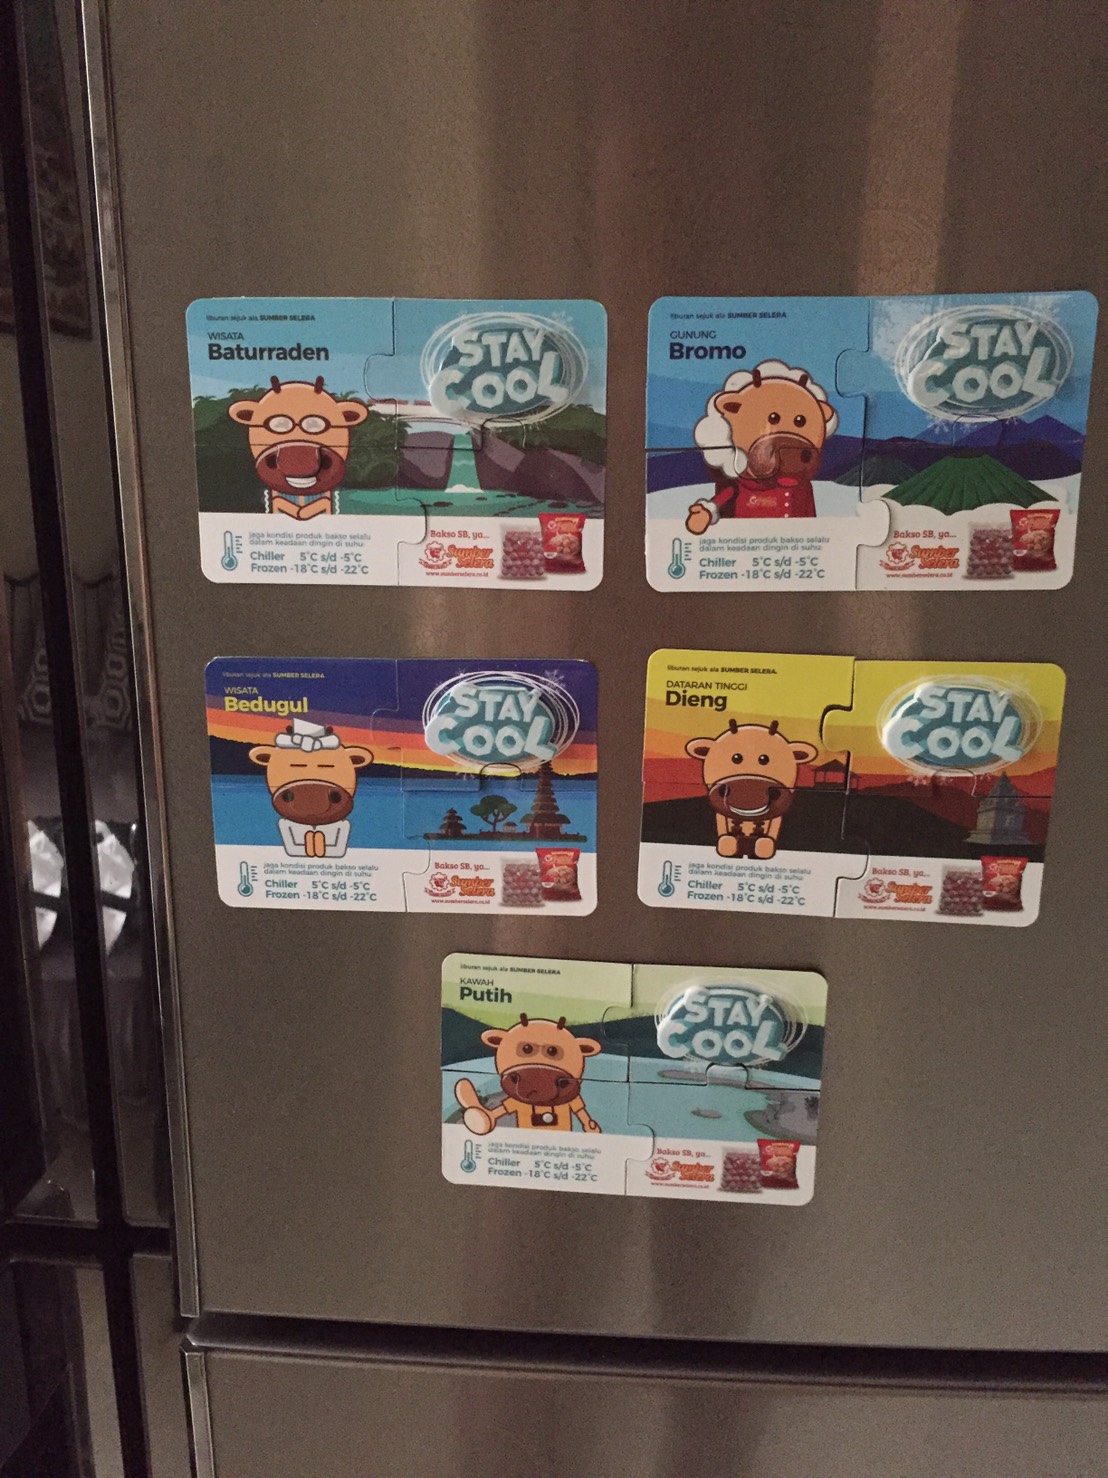 liburan sejuk ala SUMBER SELERA
WISATA
Baturraden
STAY
COOL
jaga kondisi produk bakso selalu
dalam keadaan dingin di suhu:
Chiller 5°C s/d -5°C
Frozen -18°C s/d -22°C
Bakso SB, ya...
Sumber
Selera
www.sumberselera.co.id
liburan sejuk ala SUMBER SELERA
GUNUNG
Bromo
STAY
COOL
jaga kondisi produk bakso selalu
dalam keadaan dingin di suhu:
Chiller 5°C s/d -5°C
Frozen -18°C s/d -22°C
Bakso SB, ya...
Sumber
Selera
www.sumberselera.co.id
liburan sejuk ala SUMBER SELERA
WISATA
Bedugul
STAY
COOL
jaga kondisi produk bakso selalu
dalam keadaan dingin di suhu:
Chiller 5°C s/d -5°C
Frozen -18°C s/d -22°C
Bakso SB, ya...
Sumber
Selera
www.sumberselera.co.id
liburan sejuk ala SUMBER SELERA.
DATARAN TINGGI
Dieng
STAY
COOL
jaga kondisi produk bakso selalu
dalam keadaan dingin di suhu:
Chiller 5°C s/d -5°C
Frozen -18°C s/d -22°C
Bakso SB, ya...
Sumber
Selera
www.sumberselera.co.id
liburan sejuk ala SUMBER SELERA
KAWAH
Putih
STAY
COOL
jaga kondisi produk bakso selalu
dalam keadaan dingin di suhu:
Chiller 5°C s/d -5°C
Frozen -18°C s/d -22°C
Bakso SB, ya...
Sumber
Selera
www.sumberselera.co.id